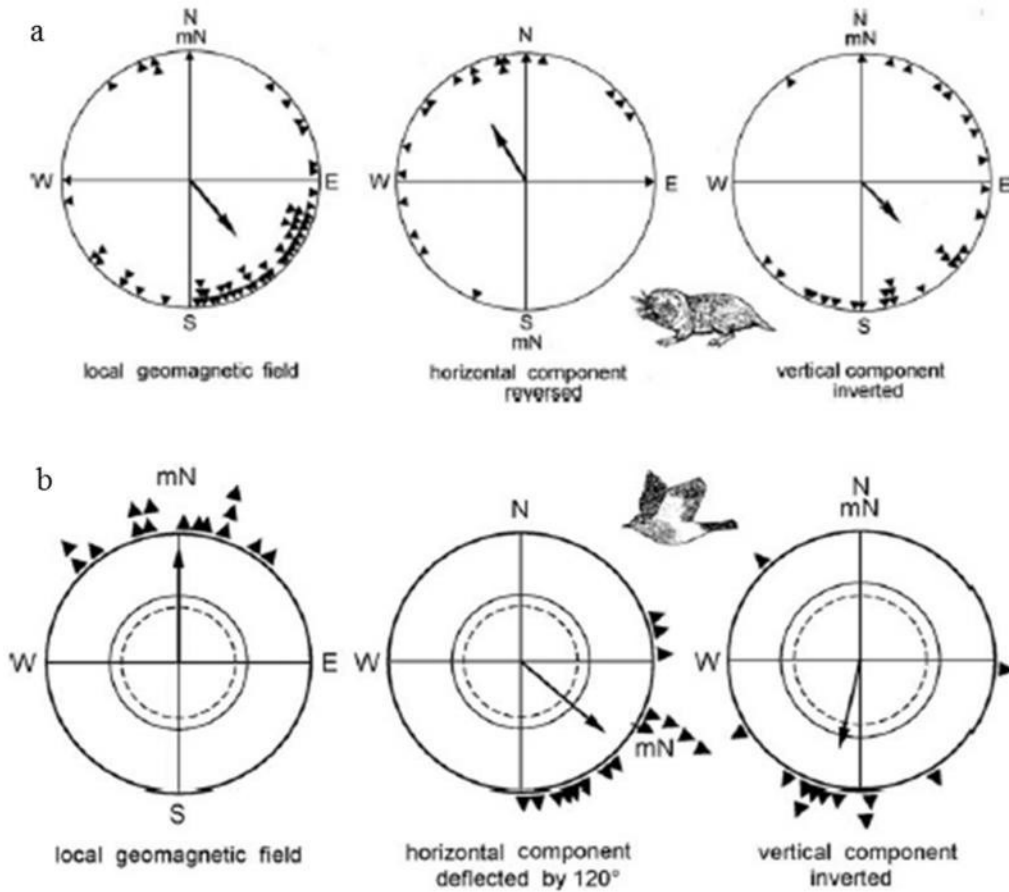 a
N
mN
W
E
S
local geomagnetic field
N
W
E
S
mN
horizontal component
reversed
N
mN
W
E
S
vertical component
inverted
b
mN
W
E
S
local geomagnetic field
N
W
mN
horizontal component
deflected by 120°
N
mN
W
vertical component
inverted